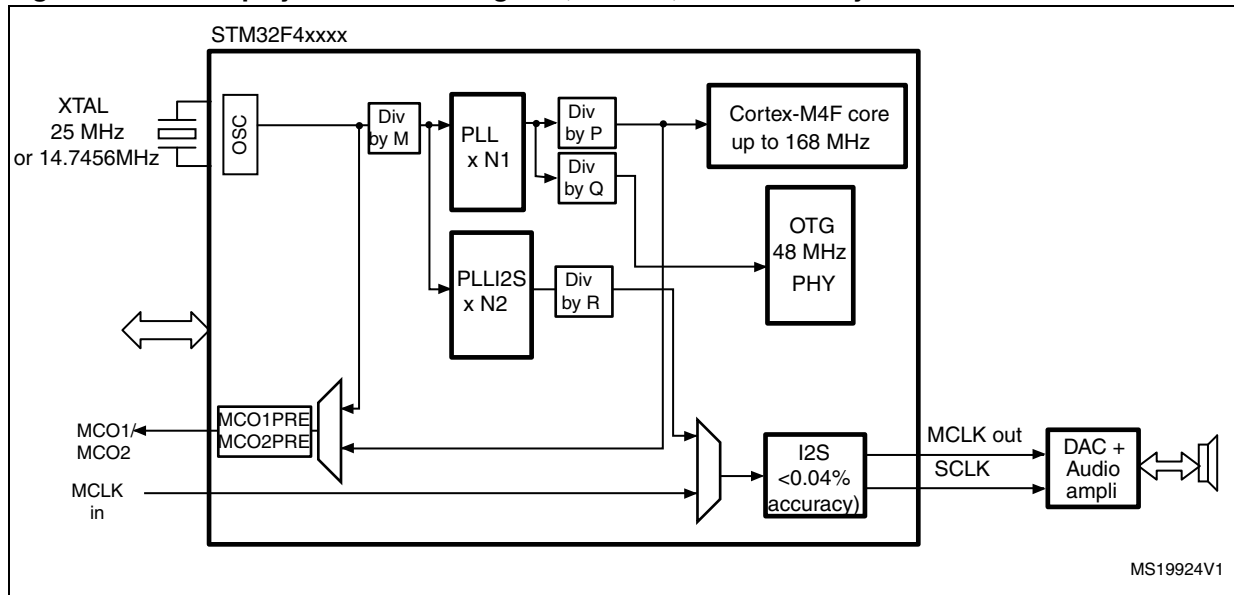 STM32F4xxxx
XTAL
25 MHz
or 14.7456MHz
OSC
Div
by M
PLL
x N1
Div
by P
Div
by Q
Cortex-M4F core
up to 168 MHz
OTG
48 MHz
PHY
PLLI2S
x N2
Div
by R
MCO1PRE
MCO2PRE
MCO1/
MCO2
MCLK
in
I2S
<0.04%
accuracy)
MCLK out
SCLK
DAC +
Audio
ampli
MS19924V1